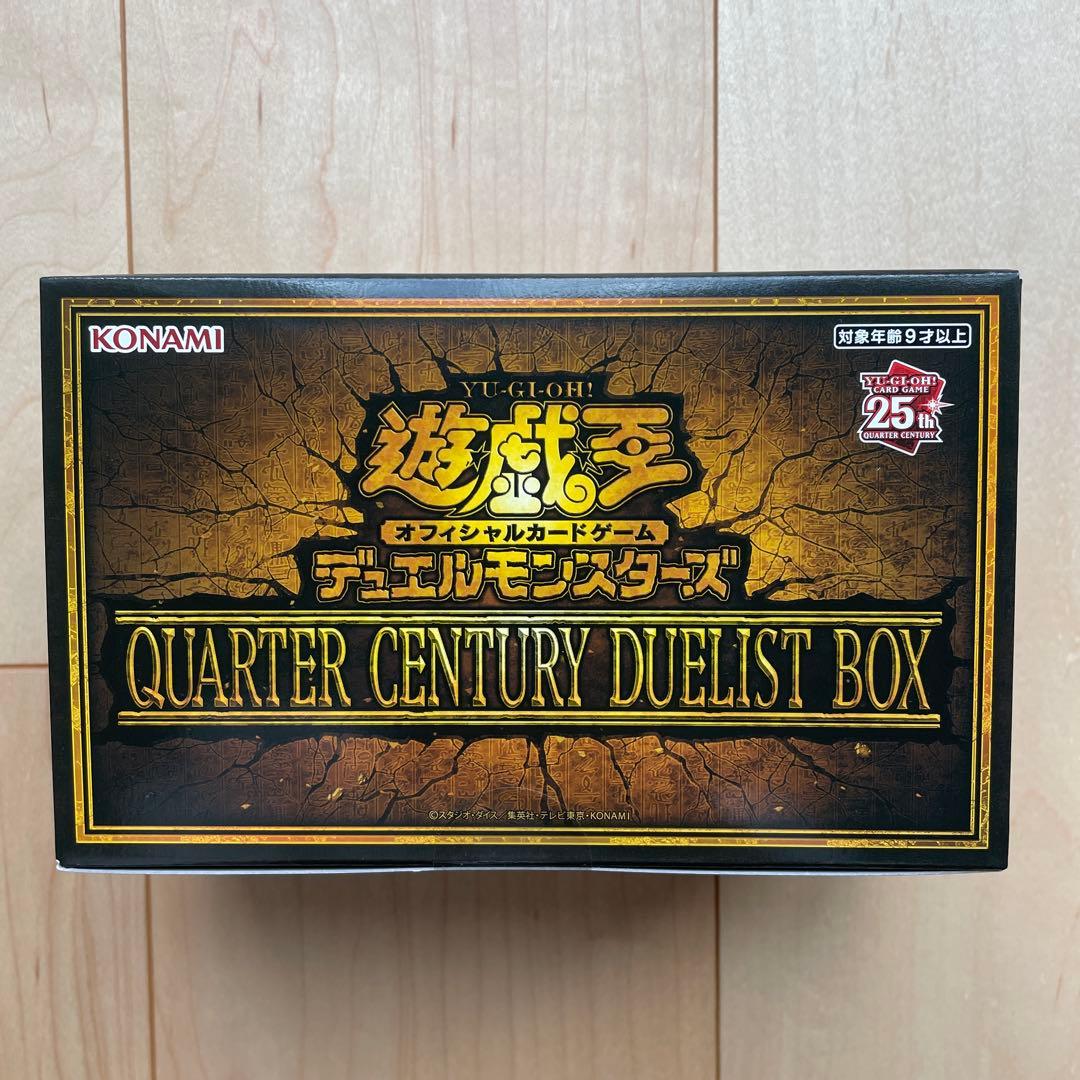 KONAMI
対象年齢9才以上
YU-GI-OH!
CARD GAME
25th
QUARTER CENTURY
YU-GI-OH!
遊戯王
オフィシャルカードゲーム
デュエルモンスターズ
QUARTER CENTURY DUELIST BOX
©スタジオ・ダイス／集英社・テレビ東京・KONAMI